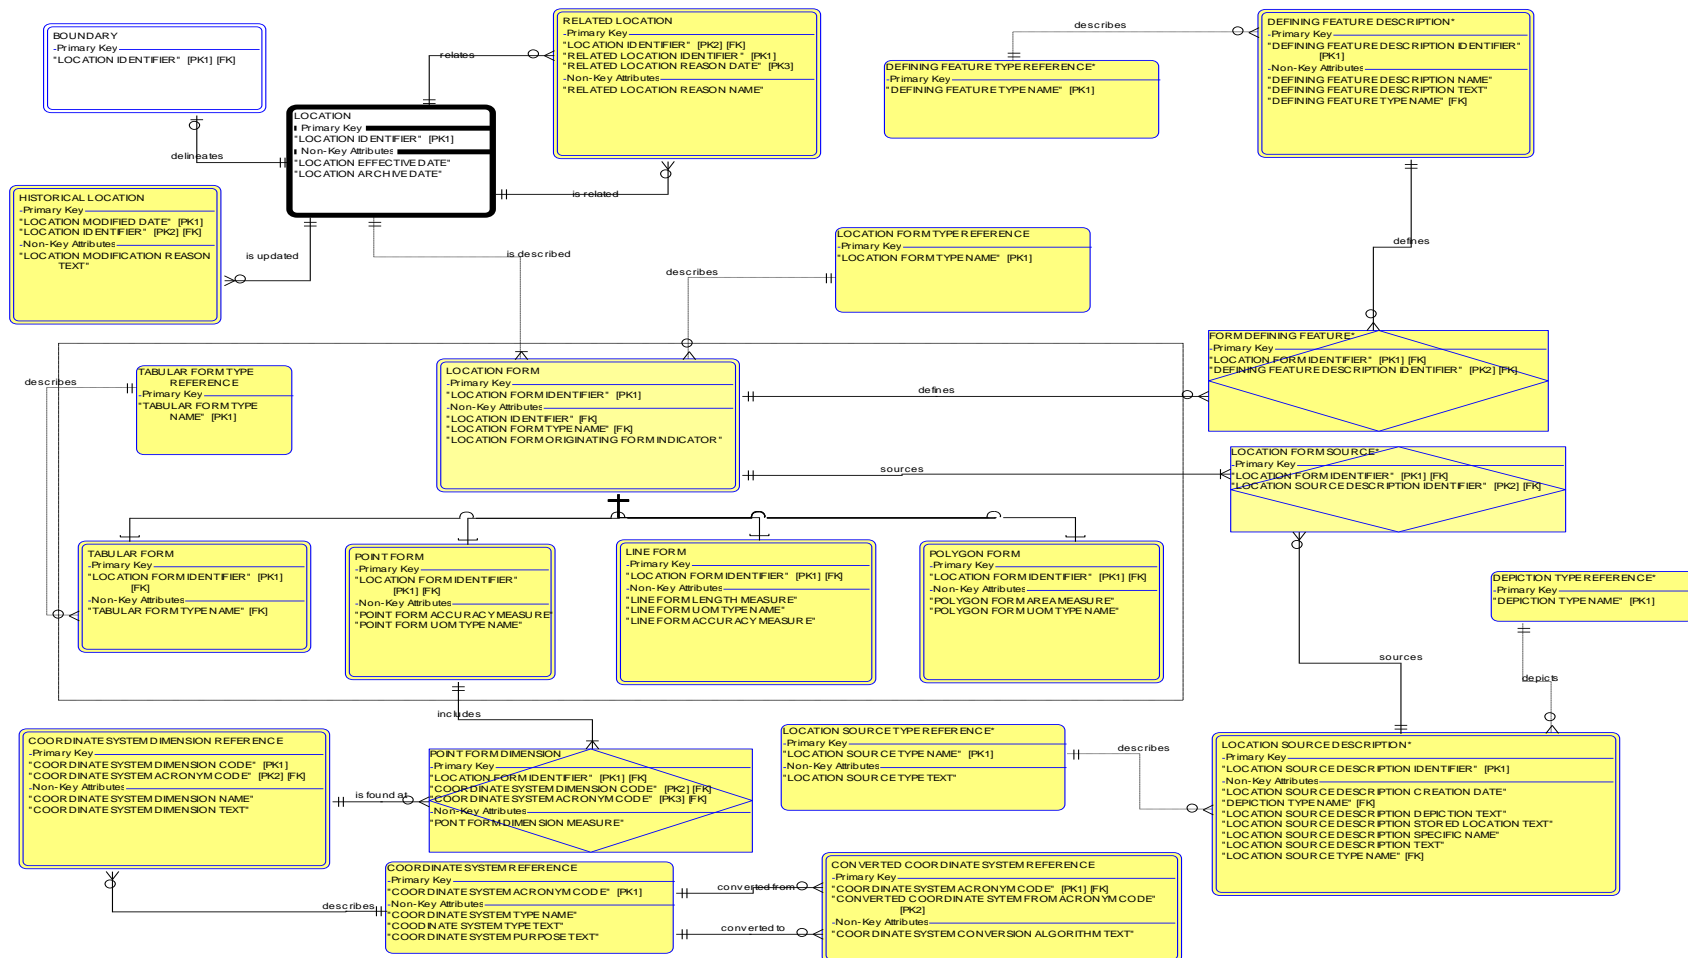 BOUNDARY
-Primary Key
"LOCATION IDENTIFIER" [PK1] [FK]
RELATED LOCATION
-Primary Key
"LOCATION IDENTIFIER" [PK2] [FK]
"RELATED LOCATION IDENTIFIER" [PK1]
"RELATED LOCATION REASON DATE" [PK3]
-Non-Key Attributes
"RELATED LOCATION REASON NAME"
describes
DEFINING FEATURE DESCRIPTION*
-Primary Key
"DEFINING FEATURE DESCRIPTION IDENTIFIER"
[PK1]
-Non-Key Attributes
"DEFINING FEATURE DESCRIPTION NAME"
"DEFINING FEATURE DESCRIPTION TEXT"
"DEFINING FEATURE TYPE NAME" [FK]
relates
DEFINING FEATURE TYPE REFERENCE*
-Primary Key
"DEFINING FEATURE TYPE NAME" [PK1]
LOCATION
Primary Key
"LOCATION IDENTIFIER" [PK1]
Non-Key Attributes
"LOCATION EFFECTIVE DATE"
"LOCATION ARCHIVE DATE"
delineates
is related
HISTORICAL LOCATION
-Primary Key
"LOCATION MODIFIED DATE" [PK1]
"LOCATION IDENTIFIER" [PK2] [FK]
-Non-Key Attributes
"LOCATION MODIFICATION REASON
TEXT"
is updated
is described
LOCATION FORM TYPE REFERENCE
-Primary Key
"LOCATION FORM TYPE NAME" [PK1]
describes
defines
FORM DEFINING FEATURE*
-Primary Key
"LOCATION FORM IDENTIFIER" [PK1] [FK]
"DEFINING FEATURE DESCRIPTION IDENTIFIER" [PK2] [FK]
describes
TABULAR FORM TYPE
REFERENCE
-Primary Key
"TABULAR FORM TYPE
NAME" [PK1]
LOCATION FORM
-Primary Key
"LOCATION FORM IDENTIFIER" [PK1]
-Non-Key Attributes
"LOCATION IDENTIFIER" [FK]
"LOCATION FORM TYPE NAME" [FK]
"LOCATION FORM ORIGINATING FORM INDICATOR"
defines
sources
LOCATION FORM SOURCE*
-Primary Key
"LOCATION FORM IDENTIFIER" [PK1] [FK]
"LOCATION SOURCE DESCRIPTION IDENTIFIER" [PK2] [FK]
TABULAR FORM
-Primary Key
"LOCATION FORM IDENTIFIER" [PK1]
[FK]
-Non-Key Attributes
"TABULAR FORM TYPE NAME" [FK]
POINT FORM
-Primary Key
"LOCATION FORM IDENTIFIER"
[PK1] [FK]
-Non-Key Attributes
"POINT FORM ACCURACY MEASURE"
"POINT FORM UOM TYPE NAME"
LINE FORM
-Primary Key
"LOCATION FORM IDENTIFIER" [PK1] [FK]
-Non-Key Attributes
"LINE FORM LENGTH MEASURE"
"LINE FORM UOM TYPE NAME"
"LINE FORM ACCURACY MEASURE"
POLYGON FORM
-Primary Key
"LOCATION FORM IDENTIFIER" [PK1] [FK]
-Non-Key Attributes
"POLYGON FORM AREA MEASURE"
"POLYGON FORM UOM TYPE NAME"
DEPICTION TYPE REFERENCE*
-Primary Key
"DEPICTION TYPE NAME" [PK1]
sources
depicts
includes
COORDINATE SYSTEM DIMENSION REFERENCE
-Primary Key
"COORDINATE SYSTEM DIMENSION CODE" [PK1]
"COORDINATE SYSTEM ACRONYM CODE" [PK2] [FK]
-Non-Key Attributes
"COORDINATE SYSTEM DIMENSION NAME"
"COORDINATE SYSTEM DIMENSION TEXT"
is found at
POINT FORM DIMENSION
-Primary Key
"LOCATION FORM IDENTIFIER" [PK1] [FK]
"COORDINATE SYSTEM DIMENSION CODE" [PK2] [FK]
"COORDINATE SYSTEM ACRONYM CODE" [PK3] [FK]
-Non-Key Attributes
"PONT FORM DIMENSION MEASURE"
LOCATION SOURCE TYPE REFERENCE*
-Primary Key
"LOCATION SOURCE TYPE NAME" [PK1]
-Non-Key Attributes
"LOCATION SOURCE TYPE TEXT"
describes
LOCATION SOURCE DESCRIPTION*
-Primary Key
"LOCATION SOURCE DESCRIPTION IDENTIFIER" [PK1]
-Non-Key Attributes
"LOCATION SOURCE DESCRIPTION CREATION DATE"
"DEPICTION TYPE NAME" [FK]
"LOCATION SOURCE DESCRIPTION DEPICTION TEXT"
"LOCATION SOURCE DESCRIPTION STORED LOCATION TEXT"
"LOCATION SOURCE DESCRIPTION SPECIFIC NAME"
"LOCATION SOURCE DESCRIPTION TEXT"
"LOCATION SOURCE TYPE NAME" [FK]
describes
COORDINATE SYSTEM REFERENCE
-Primary Key
"COORDINATE SYSTEM ACRONYM CODE" [PK1]
-Non-Key Attributes
"COORDINATE SYSTEM TYPE NAME"
"COODINATE SYSTEM TYPE TEXT"
"COORDINATE SYSTEM PURPOSE TEXT"
converted from
converted to
CONVERTED COORDINATE SYSTEM REFERENCE
-Primary Key
"COORDINATE SYSTEM ACRONYM CODE" [PK1] [FK]
"CONVERTED COORDINATE SYTEM FROM ACRONYM CODE"
[PK2]
-Non-Key Attributes
"COORDINATE SYSTEM CONVERSION ALGORITHM TEXT"